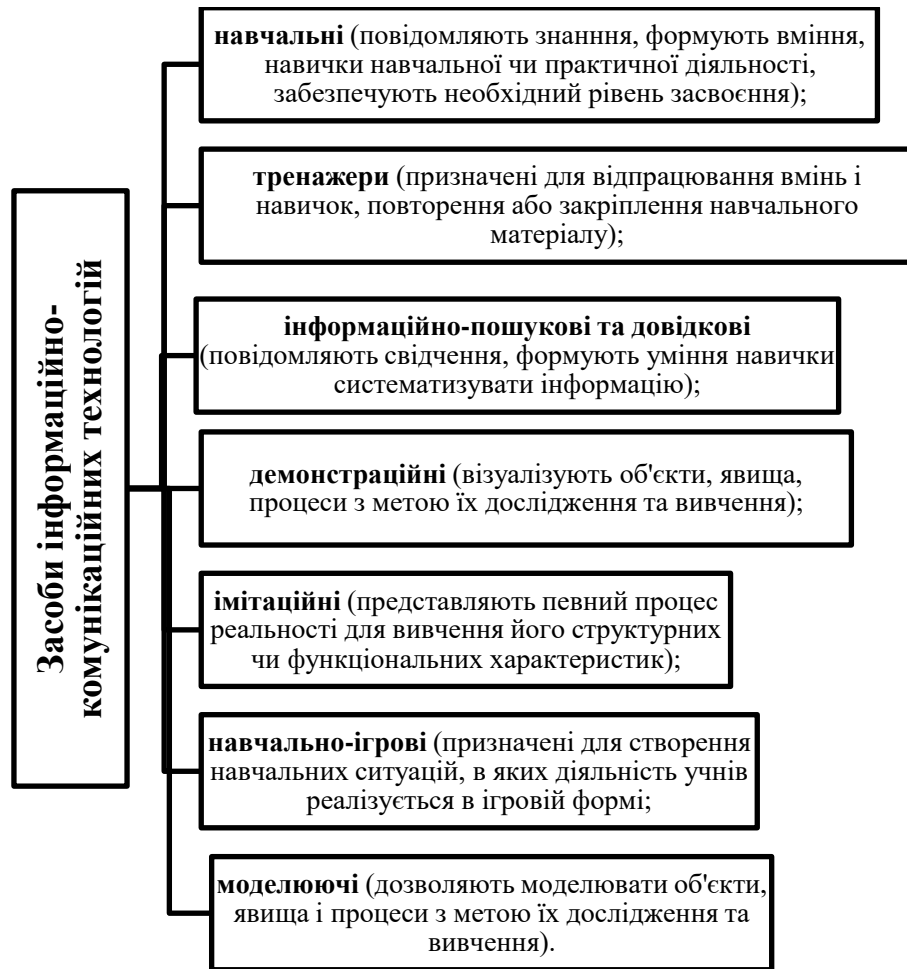 Засоби інформаційно-
комунікаційних технологій
навчальні (повідомляють знанння, формують вміння,
навички навчальної чи практичної діяльності,
забезпечують необхідний рівень засвоєння);
тренажери (призначені для відпрацювання вмінь і
навичок, повторення або закріплення навчального
матеріалу);
інформаційно-пошукові та довідкові
(повідомляють свідчення, формують уміння навички
систематизувати інформацію);
демонстраційні (візуалізують об'єкти, явища,
процеси з метою їх дослідження та вивчення);
імітаційні (представляють певний процес
реальності для вивчення його структурних
чи функціональних характеристик);
навчально-ігрові (призначені для створення
навчальних ситуацій, в яких діяльність учнів
реалізується в ігровій формі;
моделюючі (дозволяють моделювати об'єкти,
явища і процеси з метою їх дослідження та
вивчення).